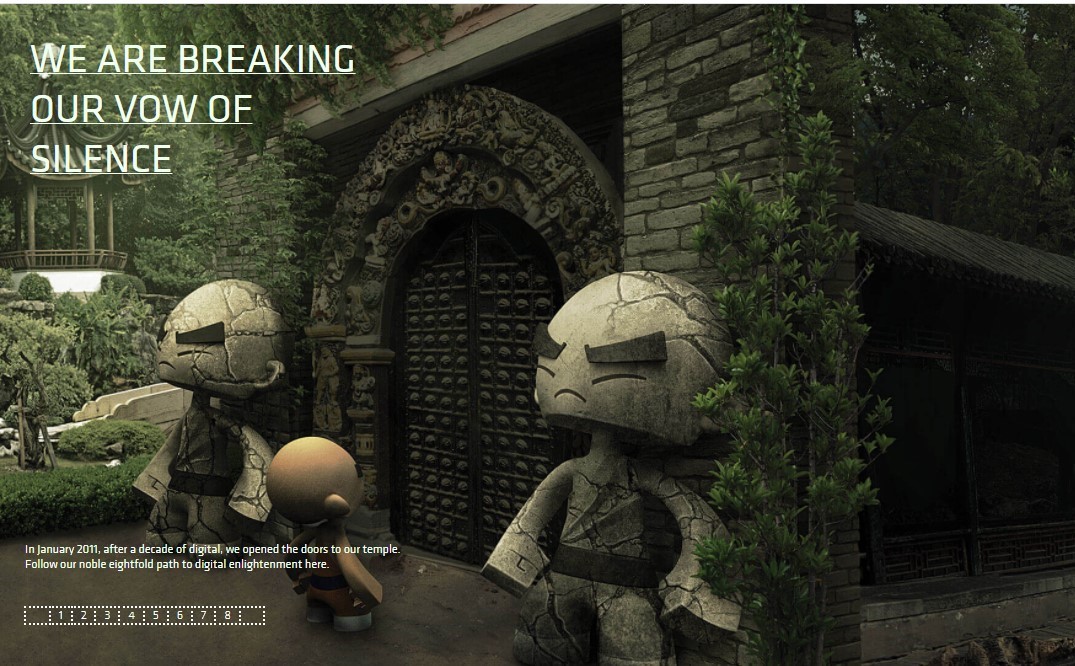 WE ARE BREAKING
OUR VOW OF
SILENCE
In January 2011, after a decade of digital, we opened the doors to our temple.
Follow our noble eightfold path to digital enlightenment here.
1 2 3 4 5 6 7 8